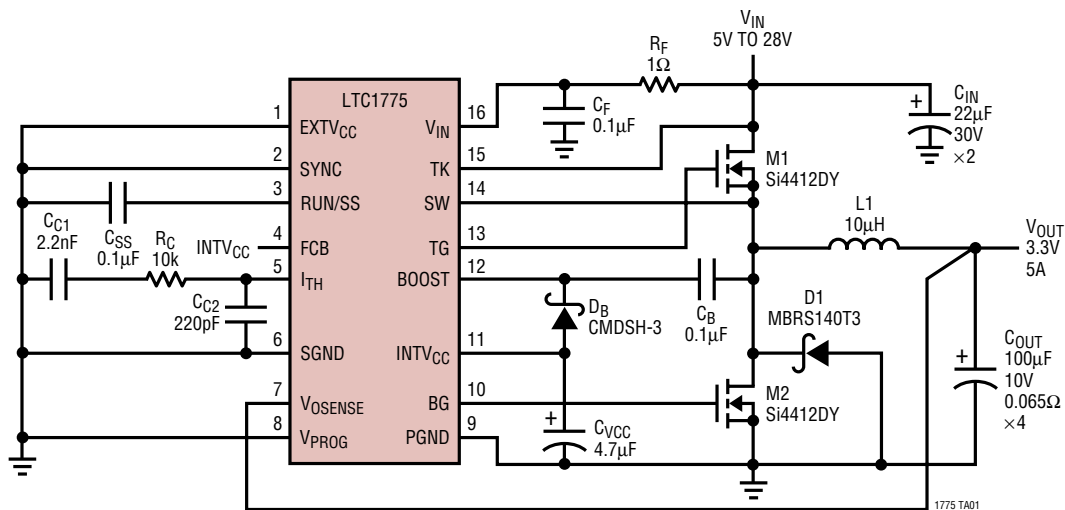 V_IN
5V TO 28V
R_F
1Ω
C_F
0.1µF
+
C_IN
22µF
30V
×2
LTC1775
1
EXTV_CC
2
SYNC
3
RUN/SS
4
FCB
5
I_TH
6
SGND
7
V_OSENSE
8
V_PROG
16
V_IN
15
TK
14
SW
13
TG
12
BOOST
11
INTV_CC
10
BG
9
PGND
C_C1
2.2nF
C_SS
0.1µF
R_C
10k
INTV_CC
C_C2
220pF
M1
Si4412DY
L1
10µH
V_OUT
3.3V
5A
D_B
CMDSH-3
C_B
0.1µF
D1
MBRS140T3
M2
Si4412DY
+
C_VCC
4.7µF
+
C_OUT
100µF
10V
0.065Ω
×4
1775 TA01